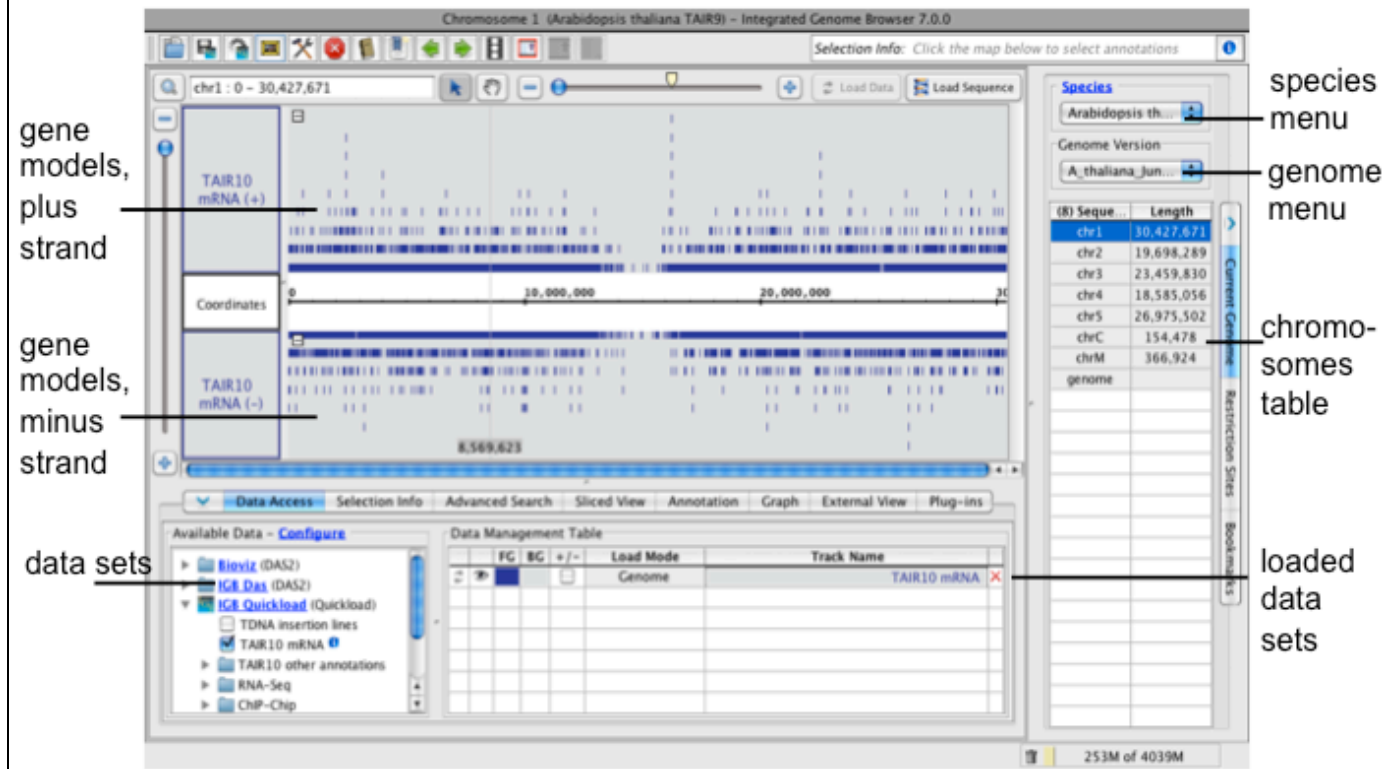 Chromosome 1 (Arabidopsis thaliana TAIR9) – Integrated Genome Browser 7.0.0
Selection Info: Click the map below to select annotations
chr1 : 0 – 30,427,671
Load Data
Load Sequence
Species
Arabidopsis th...
Genome Version
A_thaliana_Jun...
(8) Seque... Length
chr1 30,427,671
chr2 19,698,289
chr3 23,459,830
chr4 18,585,056
chr5 26,975,502
chrC 154,478
chrM 366,924
genome
Current Genome
Restriction Sites
Bookmarks
species
menu
genome
menu
chromo-
somes
table
gene
models,
plus
strand
TAIR10
mRNA (+)
Coordinates
0 10,000,000 20,000,000 30
gene
models,
minus
strand
TAIR10
mRNA (-)
8,569,623
Data Access Selection Info Advanced Search Sliced View Annotation Graph External View Plug-ins
Available Data – Configure
Bioviz (DAS2)
IGB Das (DAS2)
IGB Quickload (Quickload)
TDNA insertion lines
TAIR10 mRNA
TAIR10 other annotations
RNA-Seq
ChIP-Chip
data sets
Data Management Table
FG BG +/- Load Mode Track Name
Genome TAIR10 mRNA
loaded
data
sets
253M of 4039M